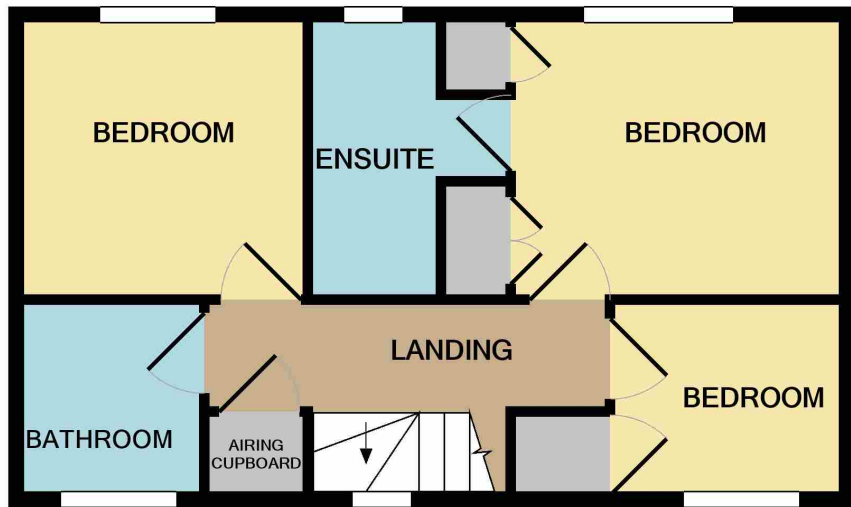 BEDROOM
ENSUITE
BEDROOM
LANDING
BEDROOM
BATHROOM
AIRING
CUPBOARD